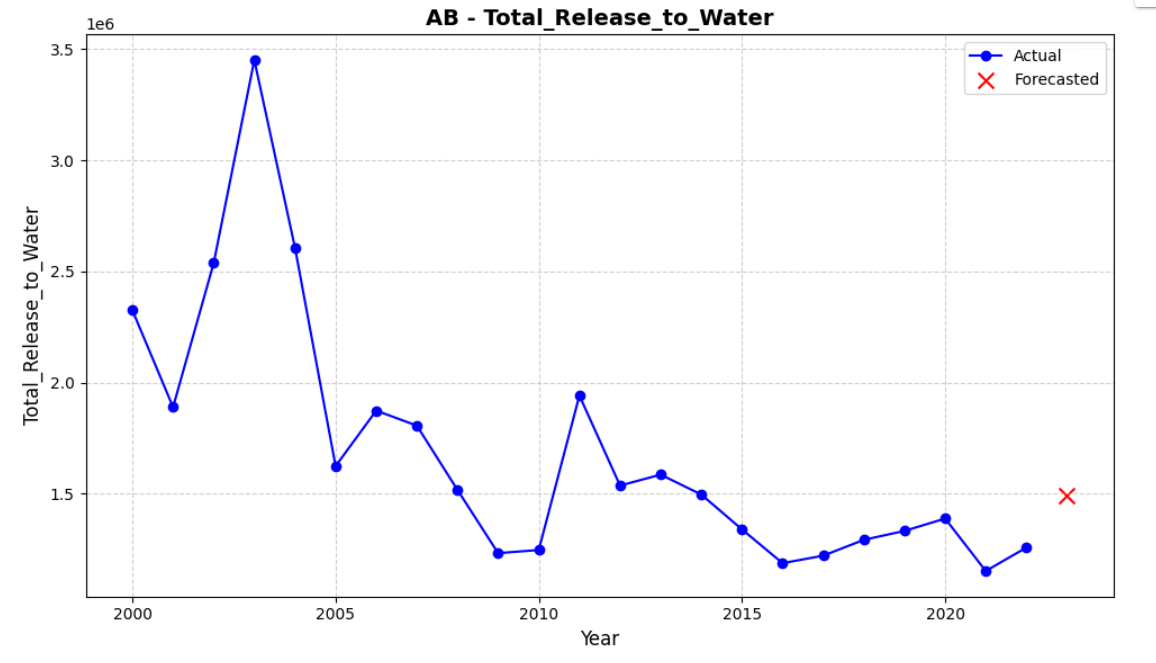 AB - Total_Release_to_Water
1e6
3.5
3.0
2.5
2.0
1.5
Total_Release_to_Water
Actual
Forecasted
2000
2005
2010
2015
2020
Year